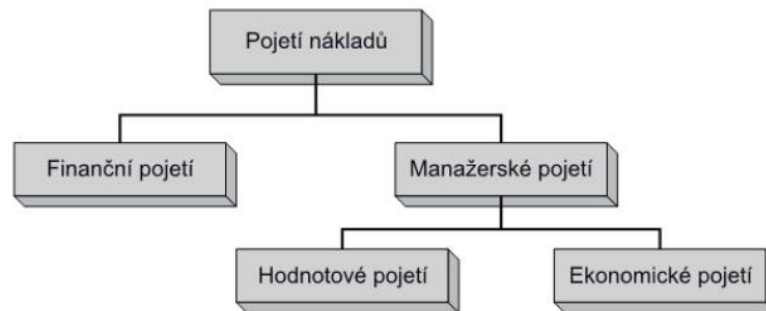 Pojetí nákladů
Finanční pojetí
Manažerské pojetí
Hodnotové pojetí
Ekonomické pojetí